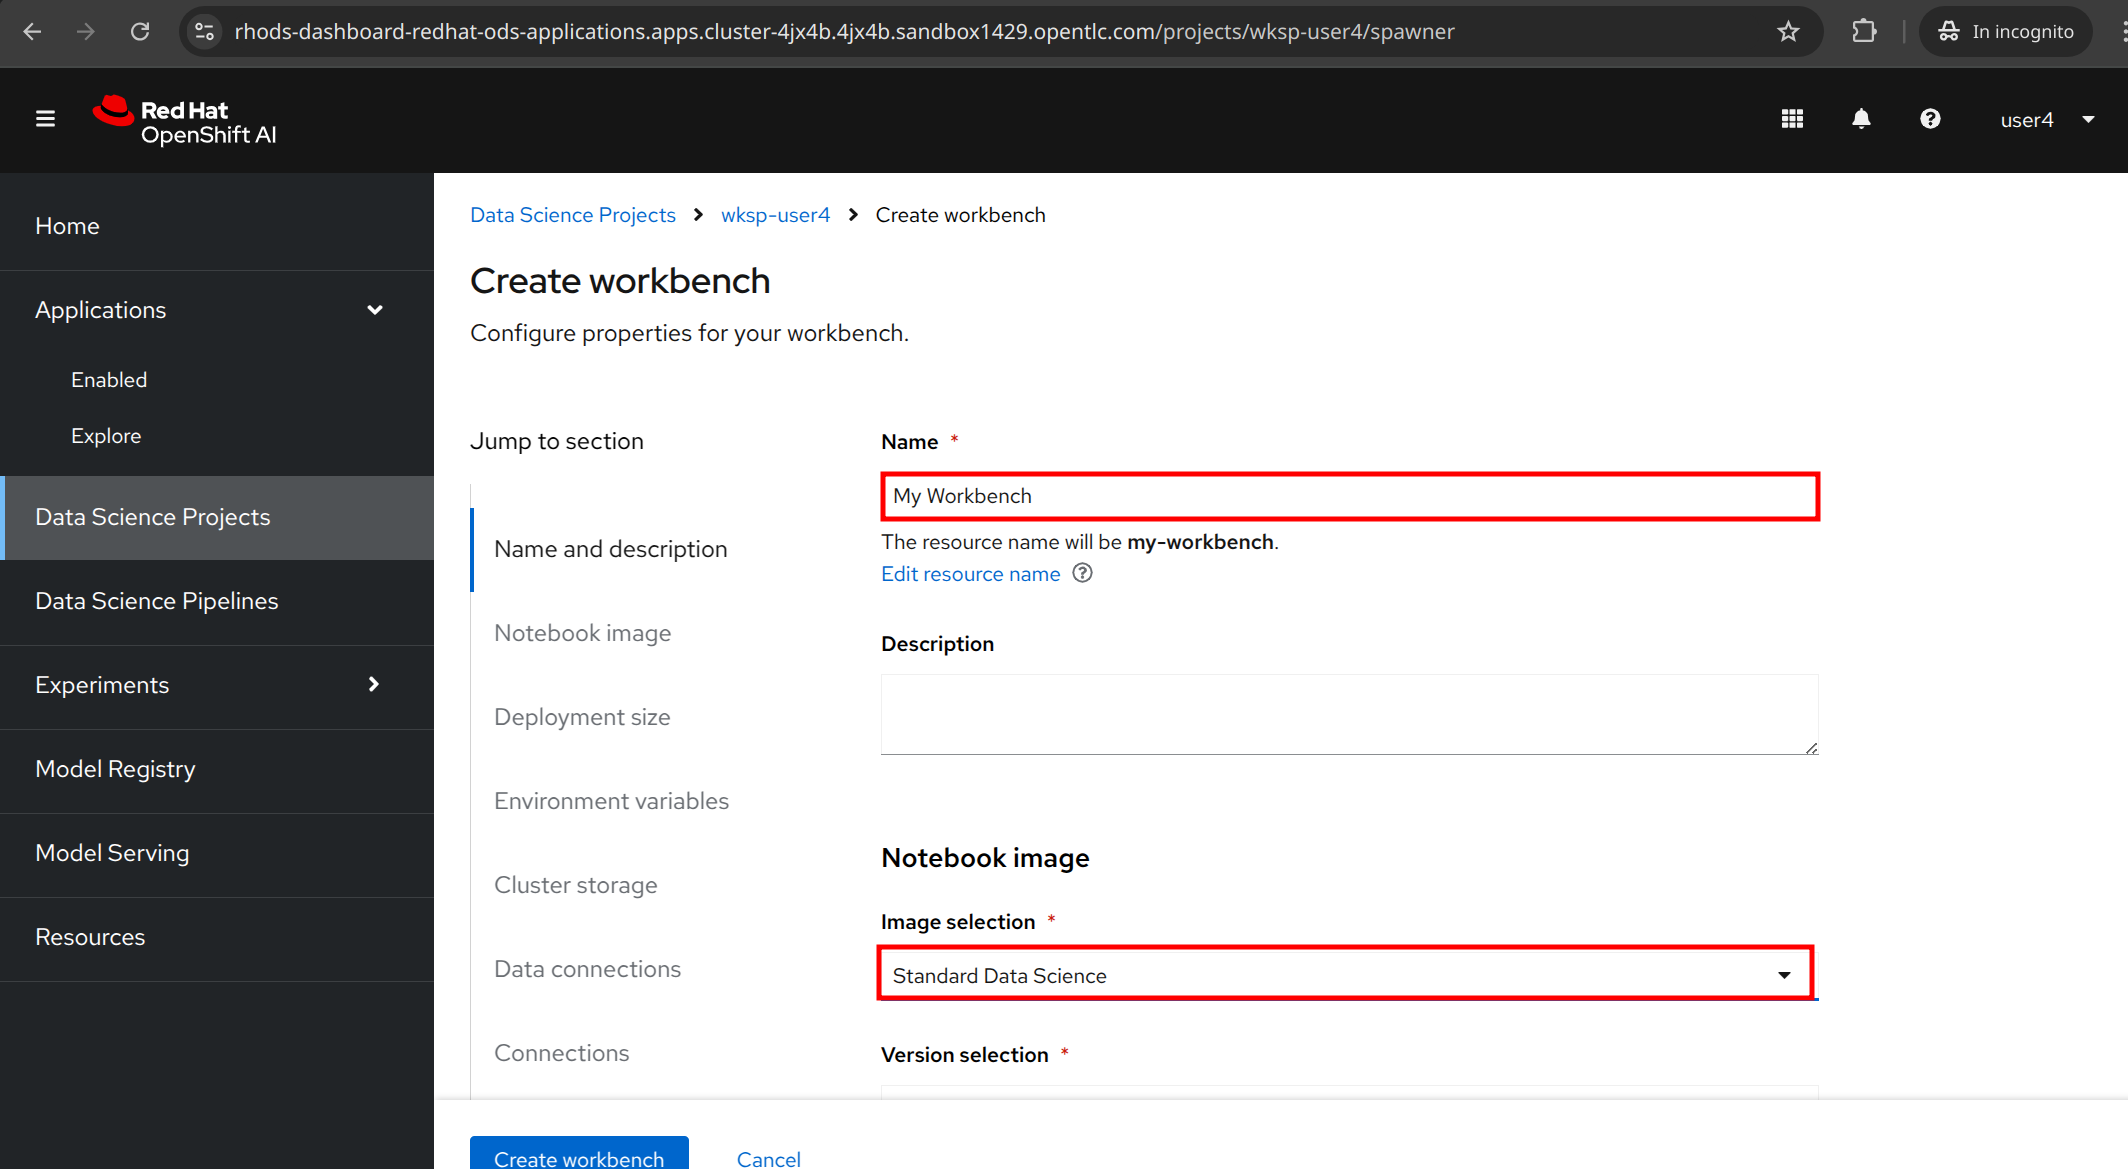 rhods-dashboard-redhat-ods-applications.apps.cluster-4jx4b.4jx4b.sandbox1429.opentlc.com/projects/wksp-user4/spawner
In incognito
Red Hat
OpenShift AI
user4
Home
Applications
Enabled
Explore
Data Science Projects
Data Science Pipelines
Experiments
Model Registry
Model Serving
Resources
Data Science Projects > wksp-user4 > Create workbench
Create workbench
Configure properties for your workbench.
Jump to section
Name and description
Notebook image
Deployment size
Environment variables
Cluster storage
Data connections
Connections
Name *
My Workbench
The resource name will be my-workbench.
Edit resource name
Description
Notebook image
Image selection *
Standard Data Science
Version selection *
Create workbench
Cancel